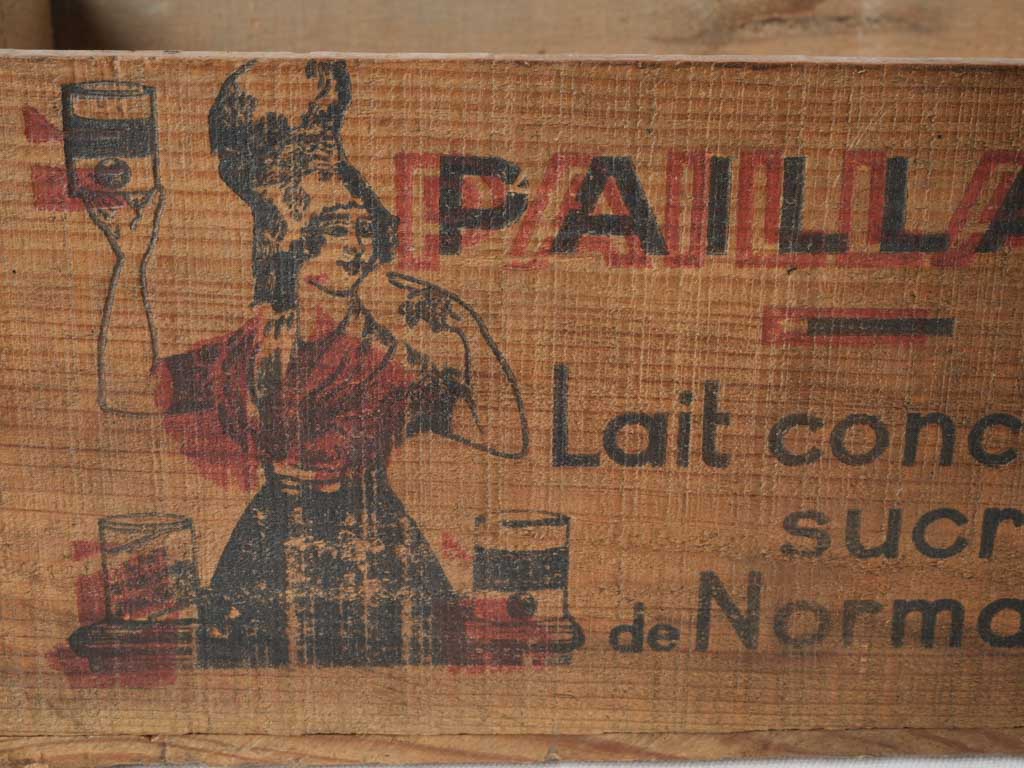 PAILLA
Lait conc
sucr
de Norma